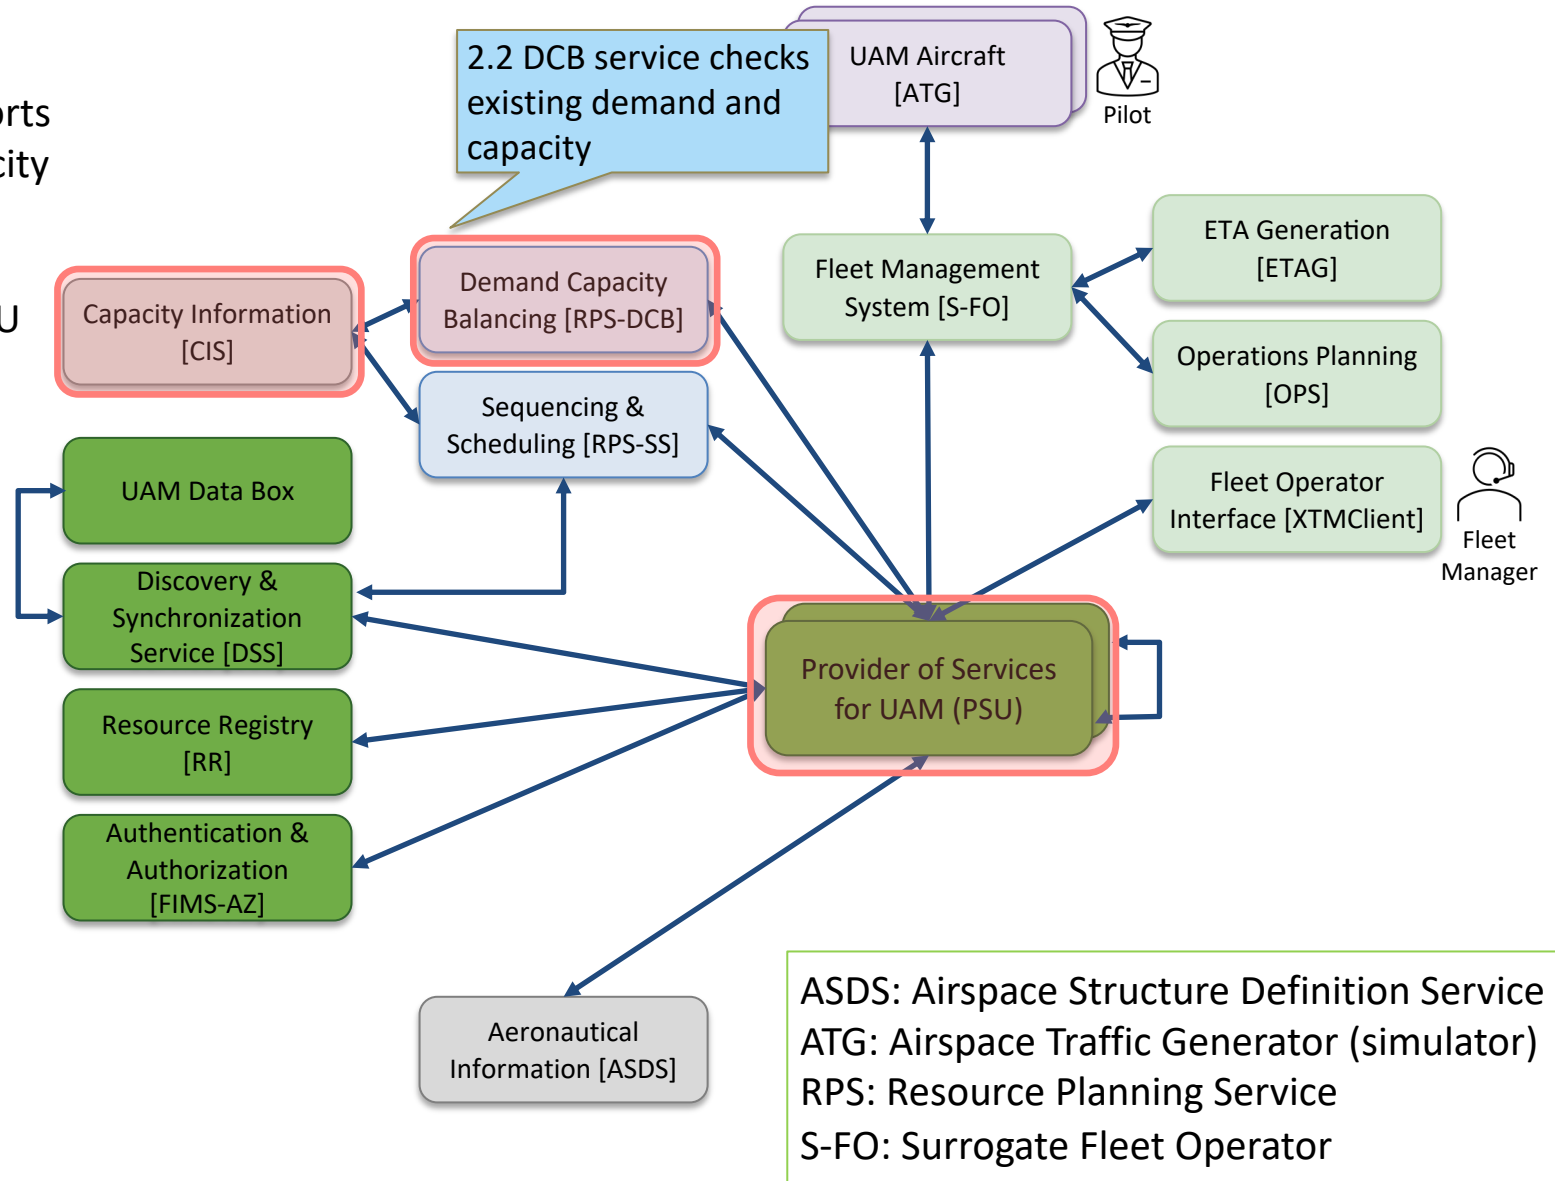 orts
city
U
2.2 DCB service checks
existing demand and
capacity
UAM Aircraft
[ATG]
Pilot
Capacity Information
[CIS]
Demand Capacity
Balancing [RPS-DCB]
Sequencing &
Scheduling [RPS-SS]
Fleet Management
System [S-FO]
ETA Generation
[ETAG]
Operations Planning
[OPS]
Fleet Operator
Interface [XTMClient]
Fleet
Manager
UAM Data Box
Discovery &
Synchronization
Service [DSS]
Resource Registry
[RR]
Authentication &
Authorization
[FIMS-AZ]
Provider of Services
for UAM (PSU)
Aeronautical
Information [ASDS]
ASDS: Airspace Structure Definition Service
ATG: Airspace Traffic Generator (simulator)
RPS: Resource Planning Service
S-FO: Surrogate Fleet Operator